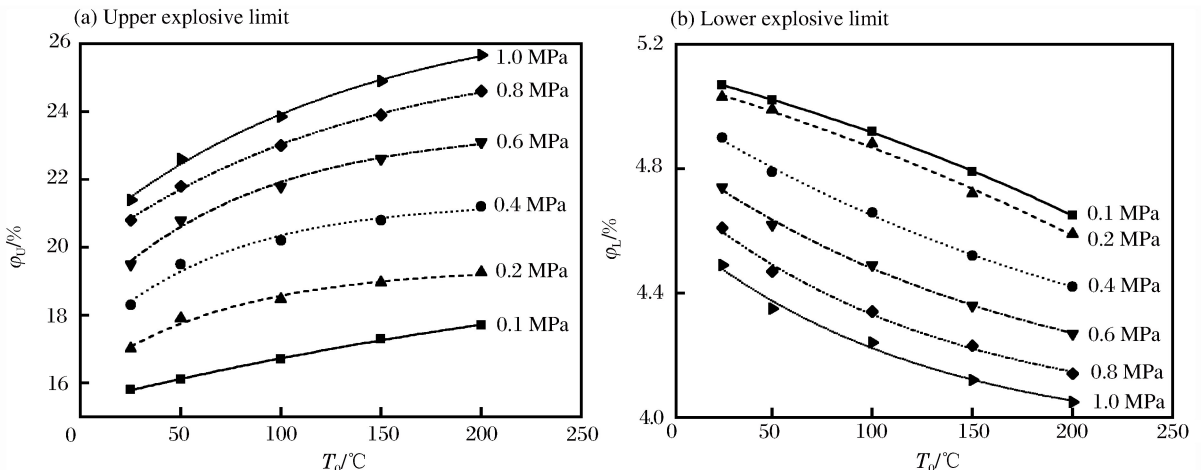 (a) Upper explosive limit
26
24
22
20
18
16
φU/%
0
50
100
150
200
250
T0/℃
1.0 MPa
0.8 MPa
0.6 MPa
0.4 MPa
0.2 MPa
0.1 MPa
(b) Lower explosive limit
5.2
4.8
4.4
4.0
φL/%
0
50
100
150
200
250
T0/℃
0.1 MPa
0.2 MPa
0.4 MPa
0.6 MPa
0.8 MPa
1.0 MPa